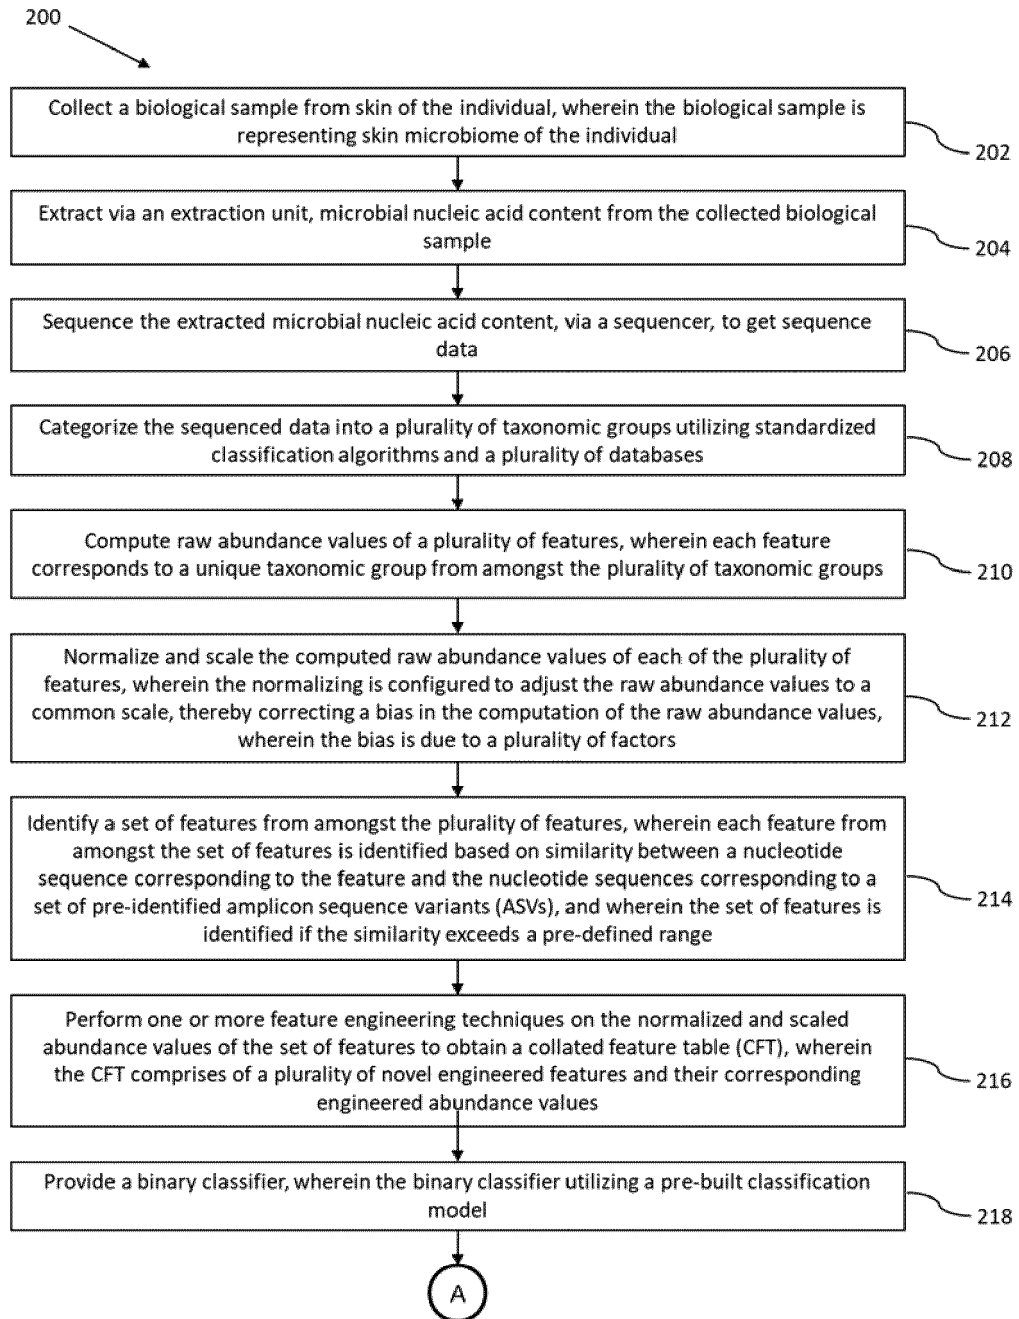 200
Collect a biological sample from skin of the individual, wherein the biological sample is
representing skin microbiome of the individual
202
Extract via an extraction unit, microbial nucleic acid content from the collected biological
sample
204
Sequence the extracted microbial nucleic acid content, via a sequencer, to get sequence
data
206
Categorize the sequenced data into a plurality of taxonomic groups utilizing standardized
classification algorithms and a plurality of databases
208
Compute raw abundance values of a plurality of features, wherein each feature
corresponds to a unique taxonomic group from amongst the plurality of taxonomic groups
210
Normalize and scale the computed raw abundance values of each of the plurality of
features, wherein the normalizing is configured to adjust the raw abundance values to a
common scale, thereby correcting a bias in the computation of the raw abundance values,
wherein the bias is due to a plurality of factors
212
Identify a set of features from amongst the plurality of features, wherein each feature from
amongst the set of features is identified based on similarity between a nucleotide
sequence corresponding to the feature and the nucleotide sequences corresponding to a
set of pre-identified amplicon sequence variants (ASVs), and wherein the set of features is
identified if the similarity exceeds a pre-defined range
214
Perform one or more feature engineering techniques on the normalized and scaled
abundance values of the set of features to obtain a collated feature table (CFT), wherein
the CFT comprises of a plurality of novel engineered features and their corresponding
engineered abundance values
216
Provide a binary classifier, wherein the binary classifier utilizing a pre-built classification
model
218
A